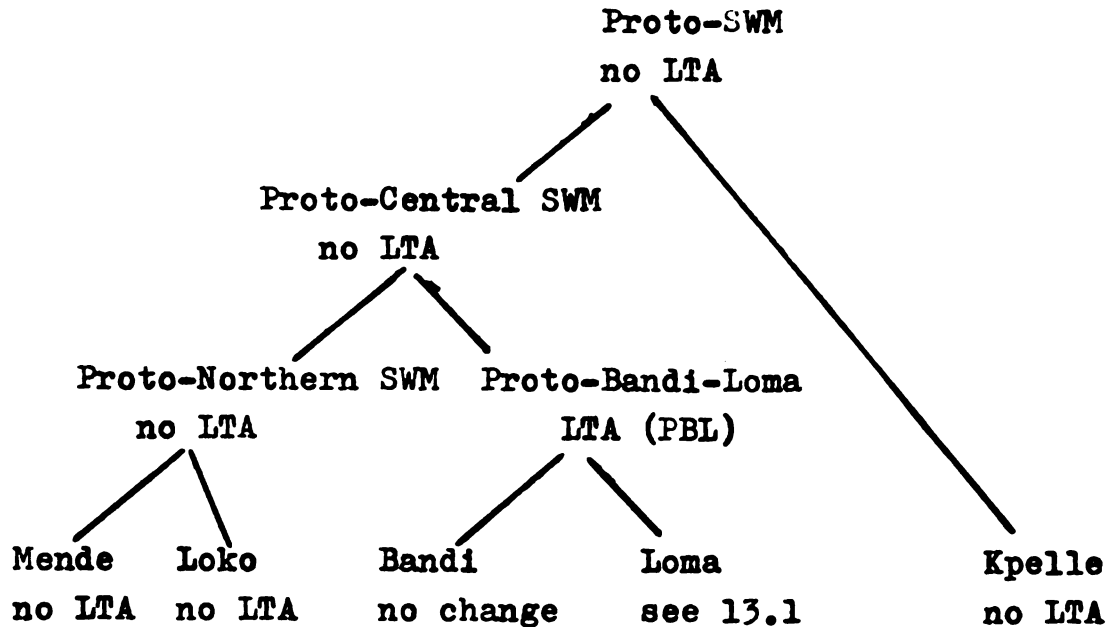 Proto-SWM
no LTA
Proto-Central SWM
no LTA
Proto-Northern SWM Proto-Bandi-Loma
no LTA LTA (PBL)
Mende Loko Bandi Loma Kpelle
no LTA no LTA no change see 13.1 no LTA